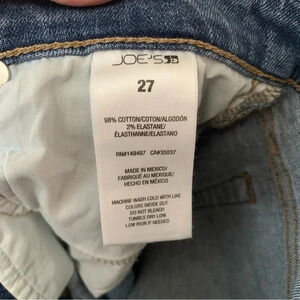 JOE'S
27
98% COTTON/COTON/ALGODÓN
2% ELASTANE/
ÉLASTHANNE/ELASTANO
RN#149497 CA#35037
MADE IN MEXICO/
FABRIQUÉ AU MEXIQUE/
HECHO EN MÉXICO
MACHINE WASH COLD WITH LIKE
COLORS INSIDE OUT
DO NOT BLEACH
TUMBLE DRY LOW
LOW IRON IF NEEDED